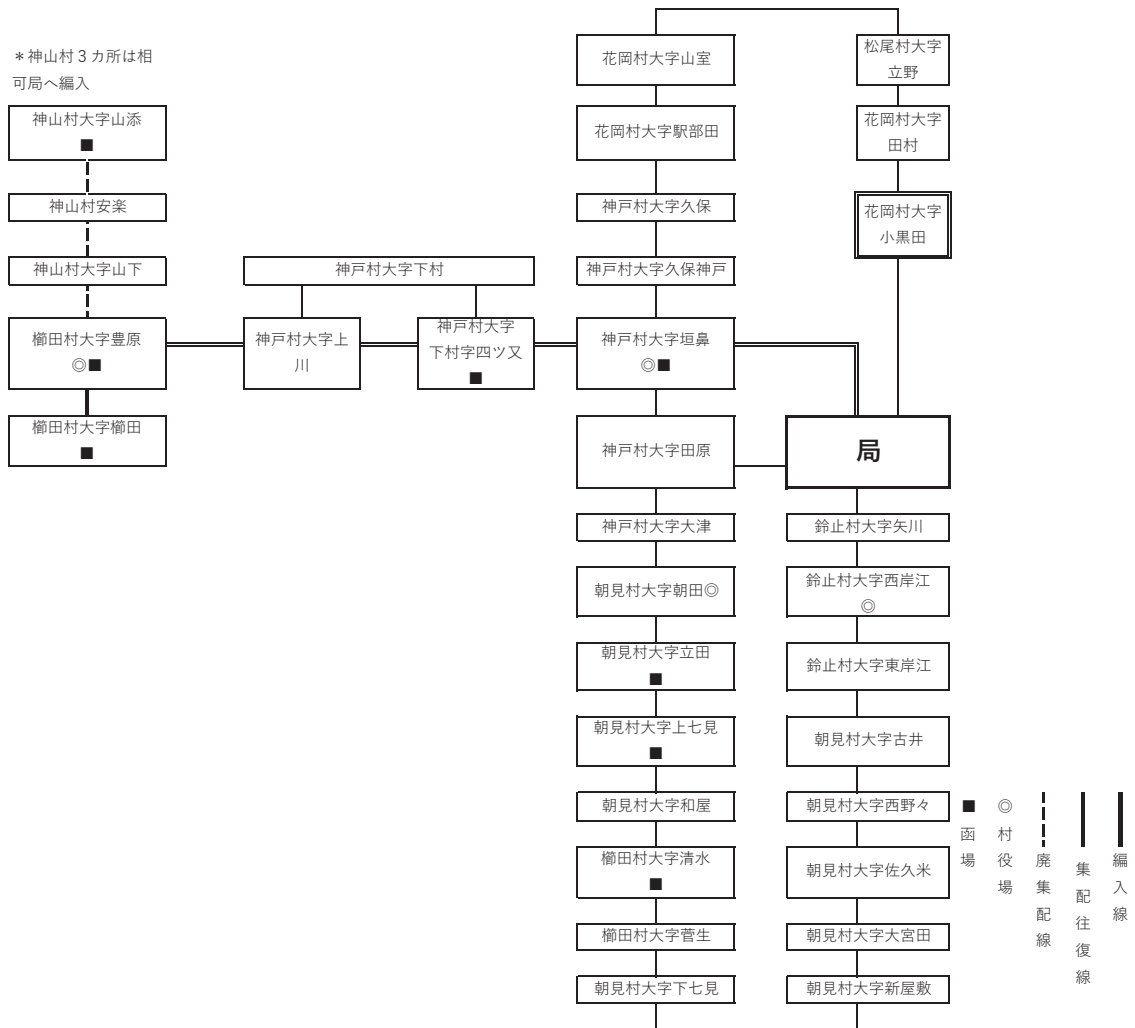 ＊神山村３カ所は相
可局へ編入
神山村大字山添
■
神山村安楽
神山村大字山下
櫛田村大字豊原
◎■
櫛田村大字櫛田
■
神戸村大字下村
神戸村大字上
川
神戸村大字
下村字四ツ又
■
花岡村大字山室
花岡村大字駅部田
神戸村大字久保
神戸村大字久保神戸
神戸村大字垣鼻
◎■
神戸村大字田原
神戸村大字大津
朝見村大字朝田◎
朝見村大字立田
■
朝見村大字上七見
■
朝見村大字和屋
櫛田村大字清水
■
櫛田村大字菅生
朝見村大字下七見
松尾村大字
立野
花岡村大字
田村
花岡村大字
小黒田
局
鈴止村大字矢川
鈴止村大字西岸江
◎
鈴止村大字東岸江
朝見村大字古井
朝見村大字西野々
朝見村大字佐久米
朝見村大字大宮田
朝見村大字新屋敷
■函場
◎村役場
廃集配線
集配往復線
編入線